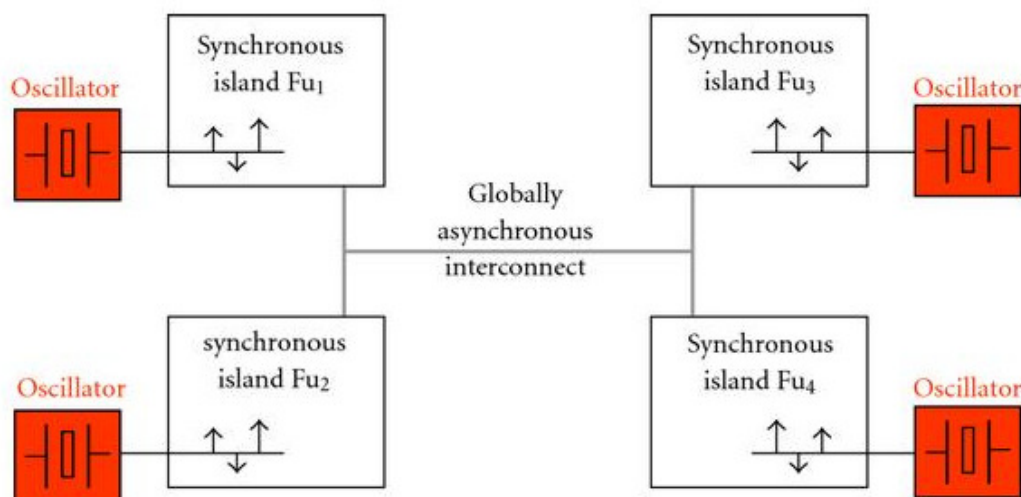 Synchronous
island Fu₁
Oscillator
Synchronous
island Fu₃
Oscillator
Globally
asynchronous
interconnect
synchronous
island Fu₂
Oscillator
Synchronous
island Fu₄
Oscillator